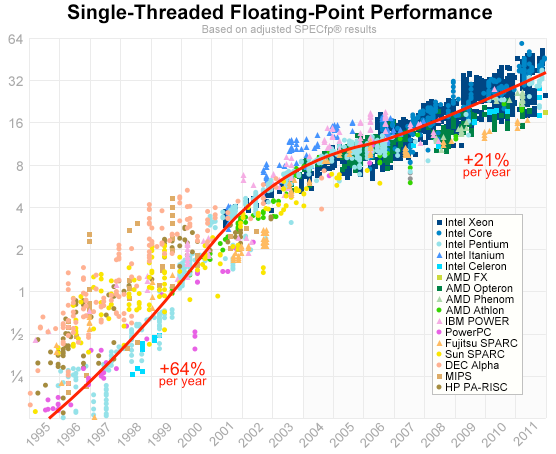 Single-Threaded Floating-Point Performance
Based on adjusted SPECfp® results
64
32
16
8
4
2
1
½
¼
+21%
per year
+64%
per year
Intel Xeon
Intel Core
Intel Pentium
Intel Itanium
Intel Celeron
AMD FX
AMD Opteron
AMD Phenom
AMD Athlon
IBM POWER
PowerPC
Fujitsu SPARC
Sun SPARC
DEC Alpha
MIPS
HP PA-RISC
1995 1996 1997 1998 1999 2000 2001 2002 2003 2004 2005 2006 2007 2008 2009 2010 2011